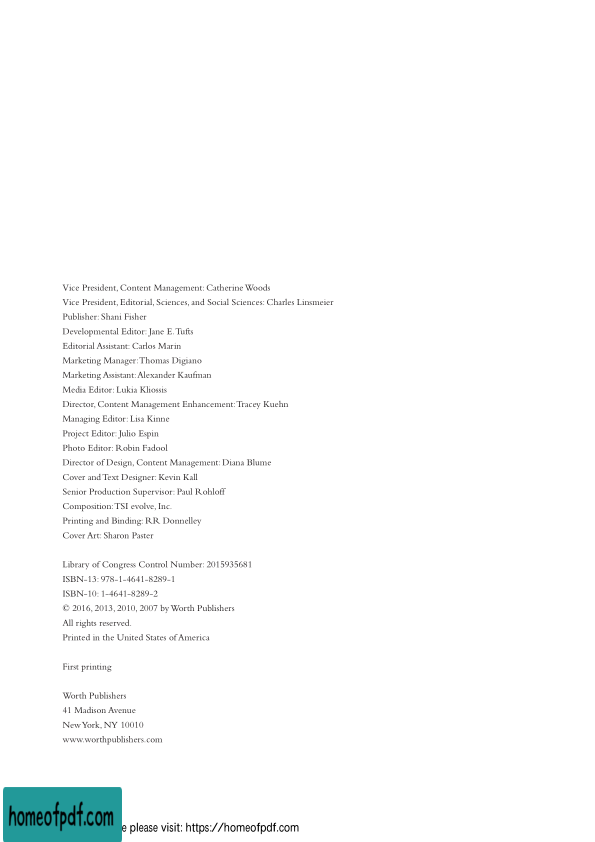 Vice President, Content Management: Catherine Woods
Vice President, Editorial, Sciences, and Social Sciences: Charles Linsmeier
Publisher: Shani Fisher
Developmental Editor: Jane E. Tufts
Editorial Assistant: Carlos Marin
Marketing Manager: Thomas Digiano
Marketing Assistant: Alexander Kaufman
Media Editor: Lukia Kliossis
Director, Content Management Enhancement: Tracey Kuehn
Managing Editor: Lisa Kinne
Project Editor: Julio Espin
Photo Editor: Robin Fadool
Director of Design, Content Management: Diana Blume
Cover and Text Designer: Kevin Kall
Senior Production Supervisor: Paul Rohloff
Composition: TSI evolve, Inc.
Printing and Binding: RR Donnelley
Cover Art: Sharon Paster
Library of Congress Control Number: 2015935681
ISBN-13: 978-1-4641-8289-1
ISBN-10: 1-4641-8289-2
© 2016, 2013, 2010, 2007 by Worth Publishers
All rights reserved.
Printed in the United States of America
First printing
Worth Publishers
41 Madison Avenue
New York, NY 10010
www.worthpublishers.com
homeofpdf.com
e please visit: https://homeofpdf.com